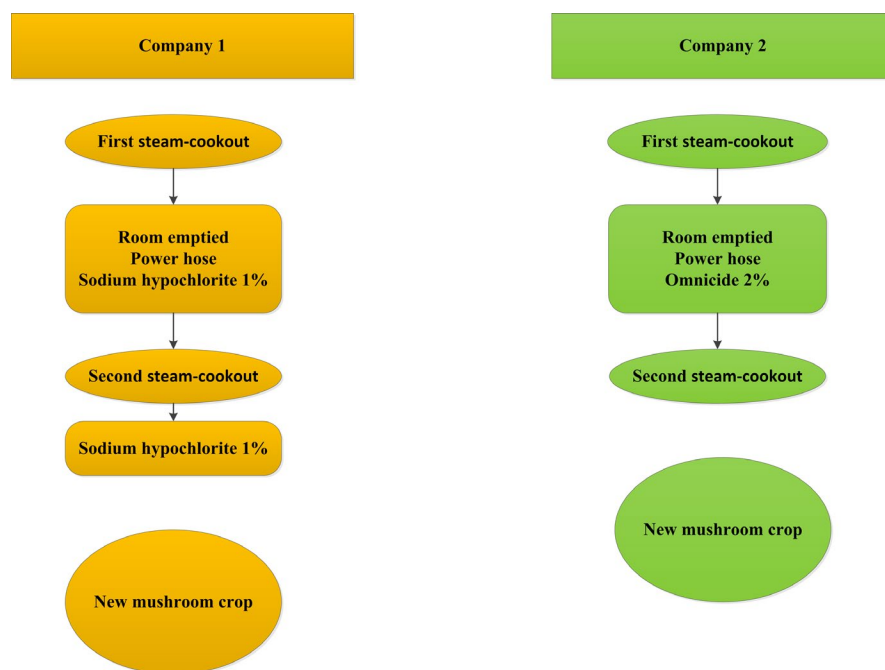 Company 1
First steam-cookout
Room emptied
Power hose
Sodium hypochlorite 1%
Second steam-cookout
Sodium hypochlorite 1%
New mushroom crop
Company 2
First steam-cookout
Room emptied
Power hose
Omnicide 2%
Second steam-cookout
New mushroom crop